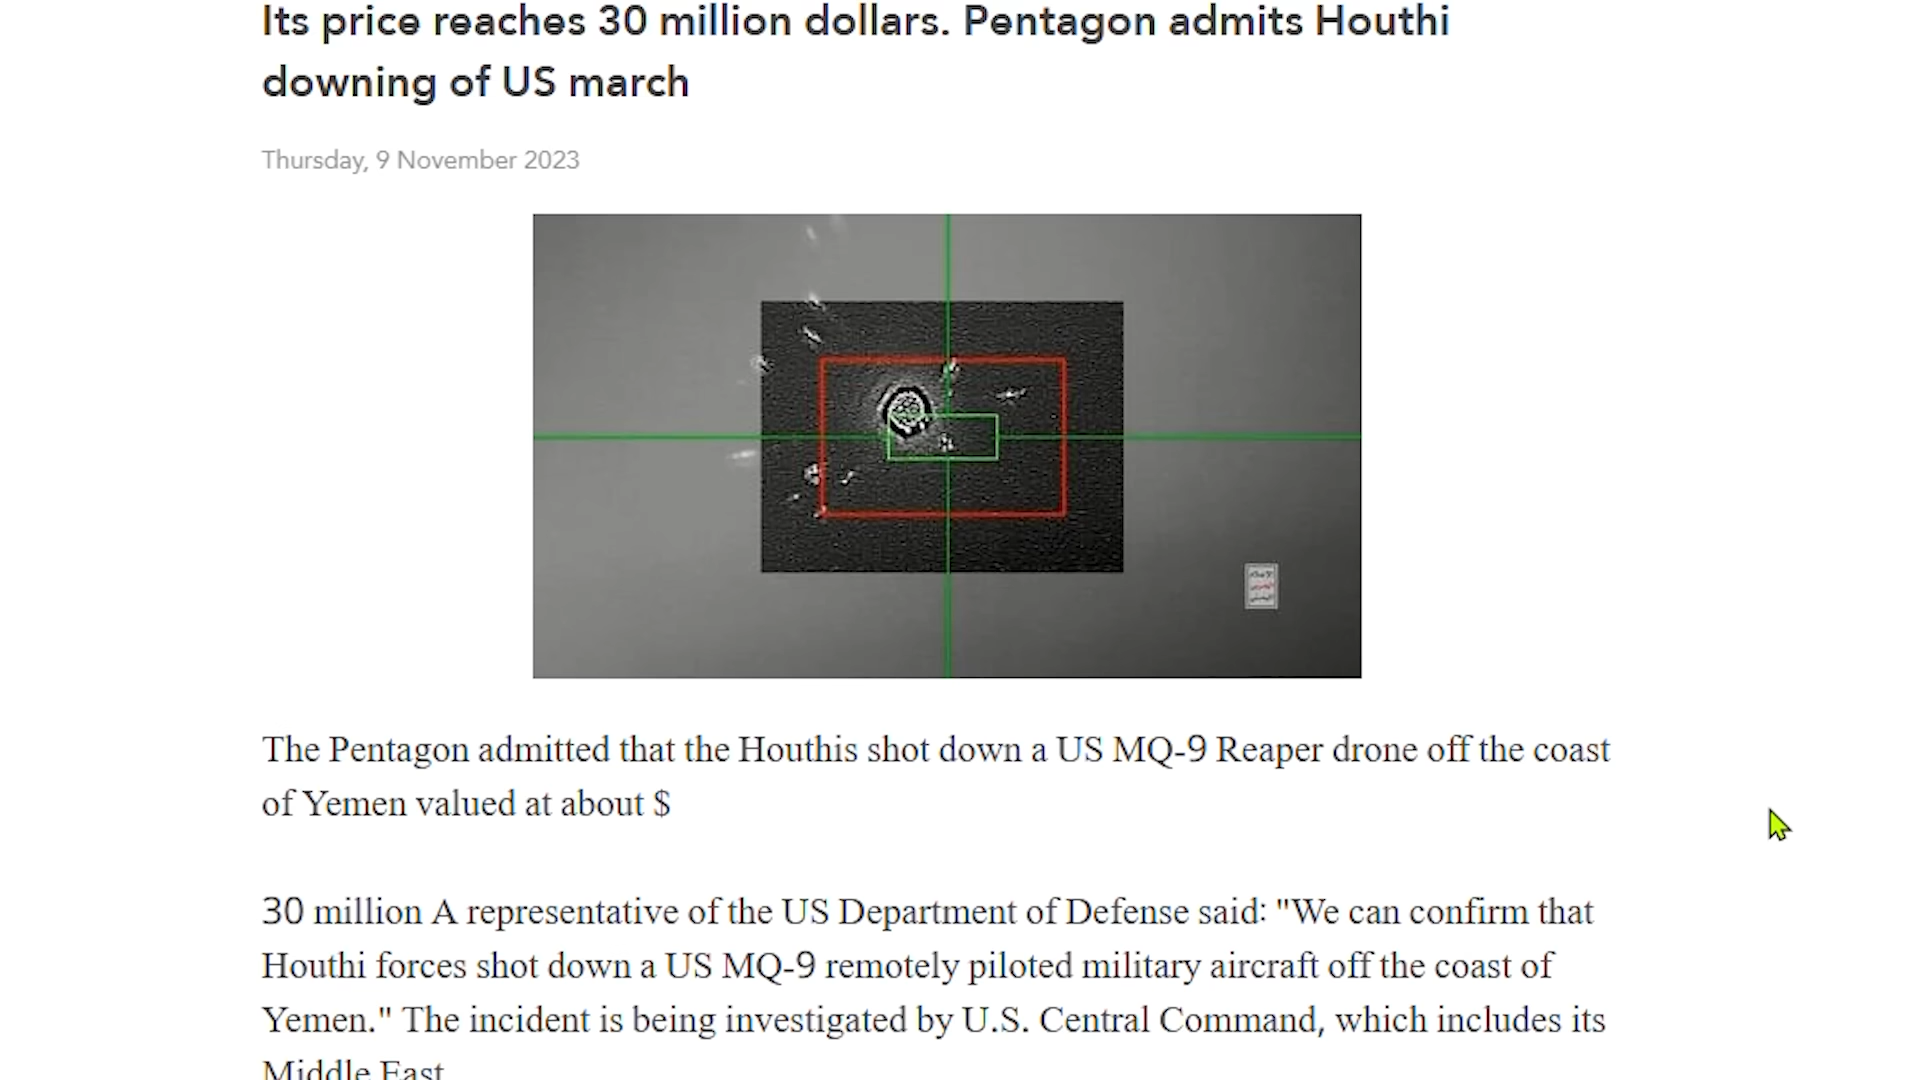 Its price reaches 30 million dollars. Pentagon admits Houthi
downing of US march
Thursday, 9 November 2023
The Pentagon admitted that the Houthis shot down a US MQ-9 Reaper drone off the coast
of Yemen valued at about $
30 million A representative of the US Department of Defense said: "We can confirm that
Houthi forces shot down a US MQ-9 remotely piloted military aircraft off the coast of
Yemen." The incident is being investigated by U.S. Central Command, which includes its
Middle East